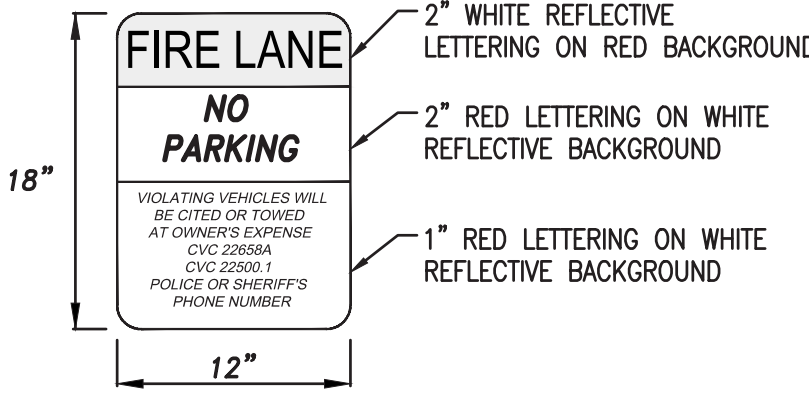 FIRE LANE
NO
PARKING
VIOLATING VEHICLES WILL
BE CITED OR TOWED
AT OWNER'S EXPENSE
CVC 22658A
CVC 22500.1
POLICE OR SHERIFF'S
PHONE NUMBER
18"
12"
2" WHITE REFLECTIVE
LETTERING ON RED BACKGROUND
2" RED LETTERING ON WHITE
REFLECTIVE BACKGROUND
1" RED LETTERING ON WHITE
REFLECTIVE BACKGROUND